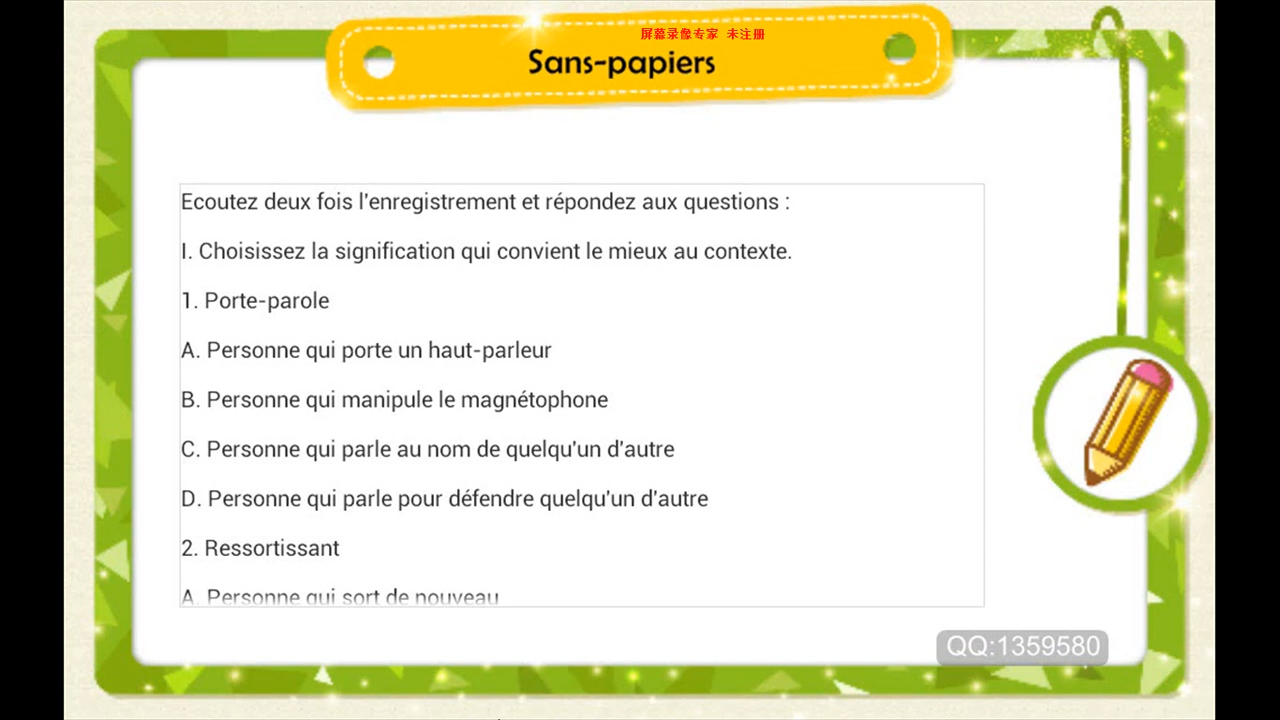 屏幕录像专家 未注册
Sans-papiers
Ecoutez deux fois l'enregistrement et répondez aux questions :
I. Choisissez la signification qui convient le mieux au contexte.
1. Porte-parole
A. Personne qui porte un haut-parleur
B. Personne qui manipule le magnétophone
C. Personne qui parle au nom de quelqu'un d'autre
D. Personne qui parle pour défendre quelqu'un d'autre
2. Ressortissant
A. Personne qui sort de nouveau
QQ:1359580